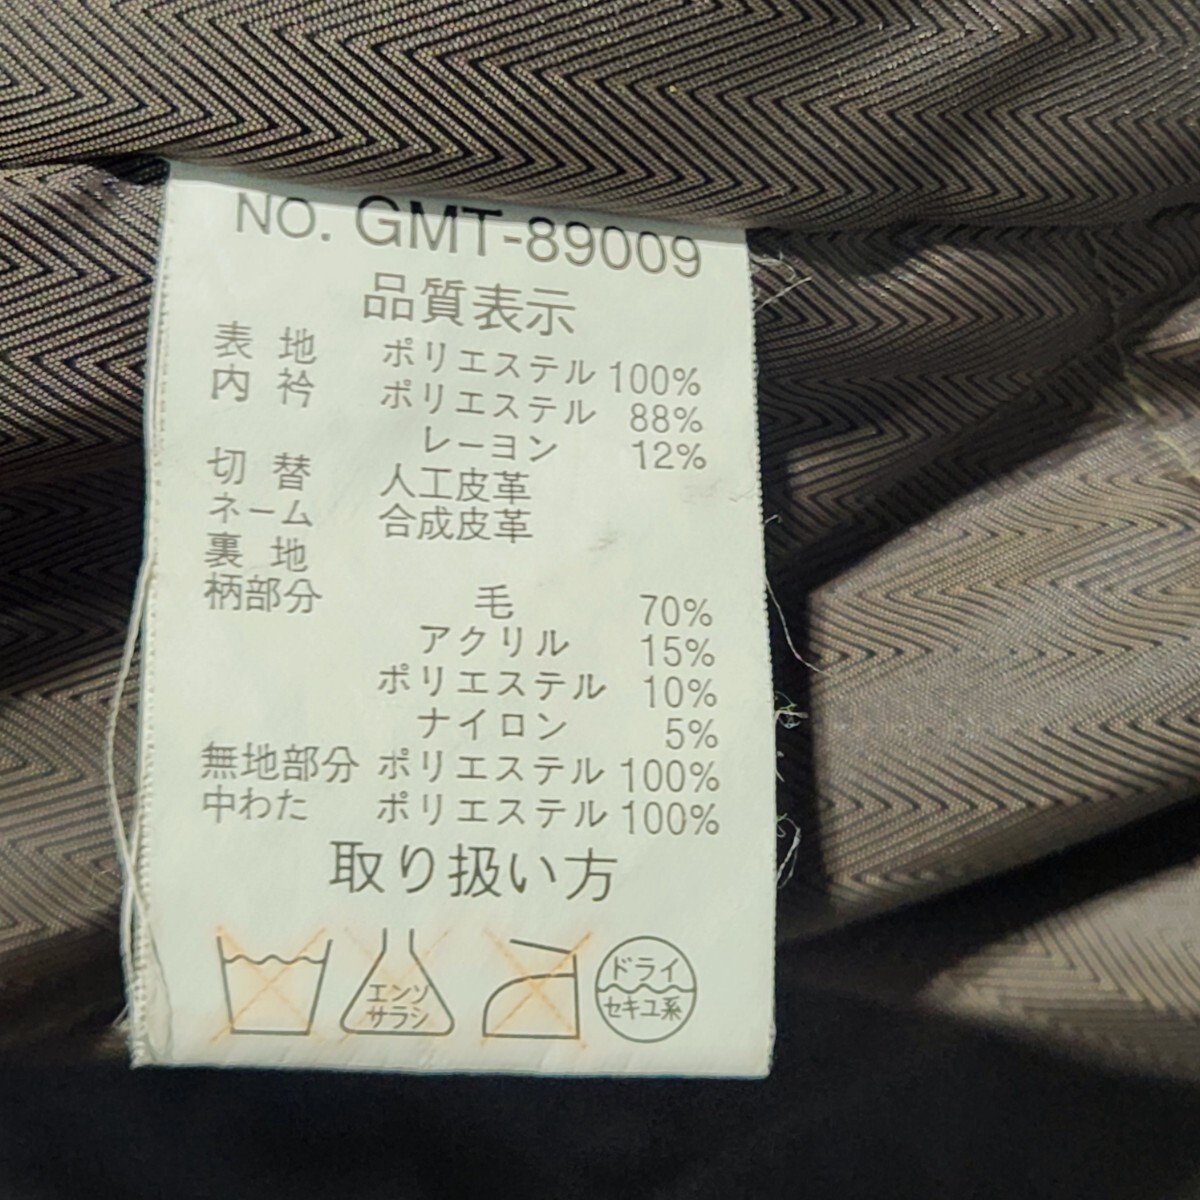 NO. GMT-89009
品質表示
表 地 ポリエステル 100%
内 衿 ポリエステル 88%
レーヨン 12%
切 替 人工皮革
ネーム 合成皮革
裏 地
柄部分 毛 70%
アクリル 15%
ポリエステル 10%
ナイロン 5%
無地部分 ポリエステル 100%
中わた ポリエステル 100%
取り扱い方
エンソ
サラシ
ドライ
セキユ系